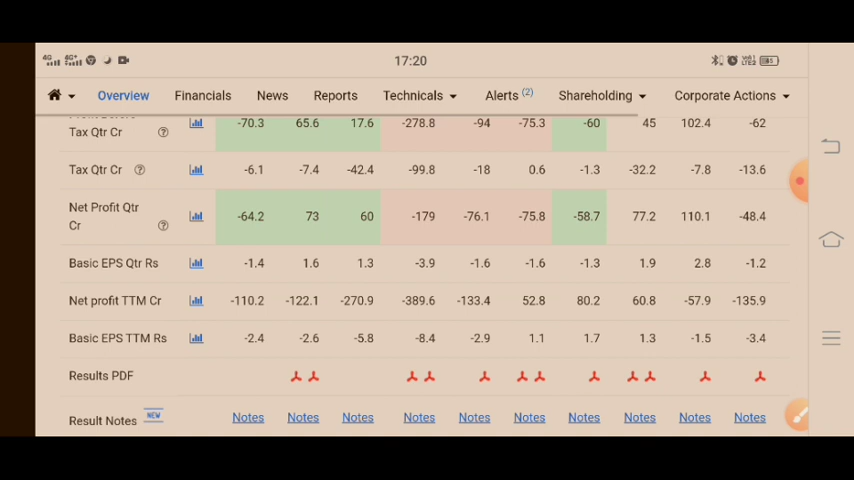 17:20
Overview Financials News Reports Technicals Alerts (2) Shareholding Corporate Actions
Tax Qtr Cr -70.3 65.6 17.6 -278.8 -94 -75.3 -60 45 102.4 -62
Tax Qtr Cr -6.1 -7.4 -42.4 -99.8 -18 0.6 -1.3 -32.2 -7.8 -13.6
Net Profit Qtr
Cr -64.2 73 60 -179 -76.1 -75.8 -58.7 77.2 110.1 -48.4
Basic EPS Qtr Rs -1.4 1.6 1.3 -3.9 -1.6 -1.6 -1.3 1.9 2.8 -1.2
Net profit TTM Cr -110.2 -122.1 -270.9 -389.6 -133.4 52.8 80.2 60.8 -57.9 -135.9
Basic EPS TTM Rs -2.4 -2.6 -5.8 -8.4 -2.9 1.1 1.7 1.3 -1.5 -3.4
Results PDF
Result Notes NEW Notes Notes Notes Notes Notes Notes Notes Notes Notes Notes